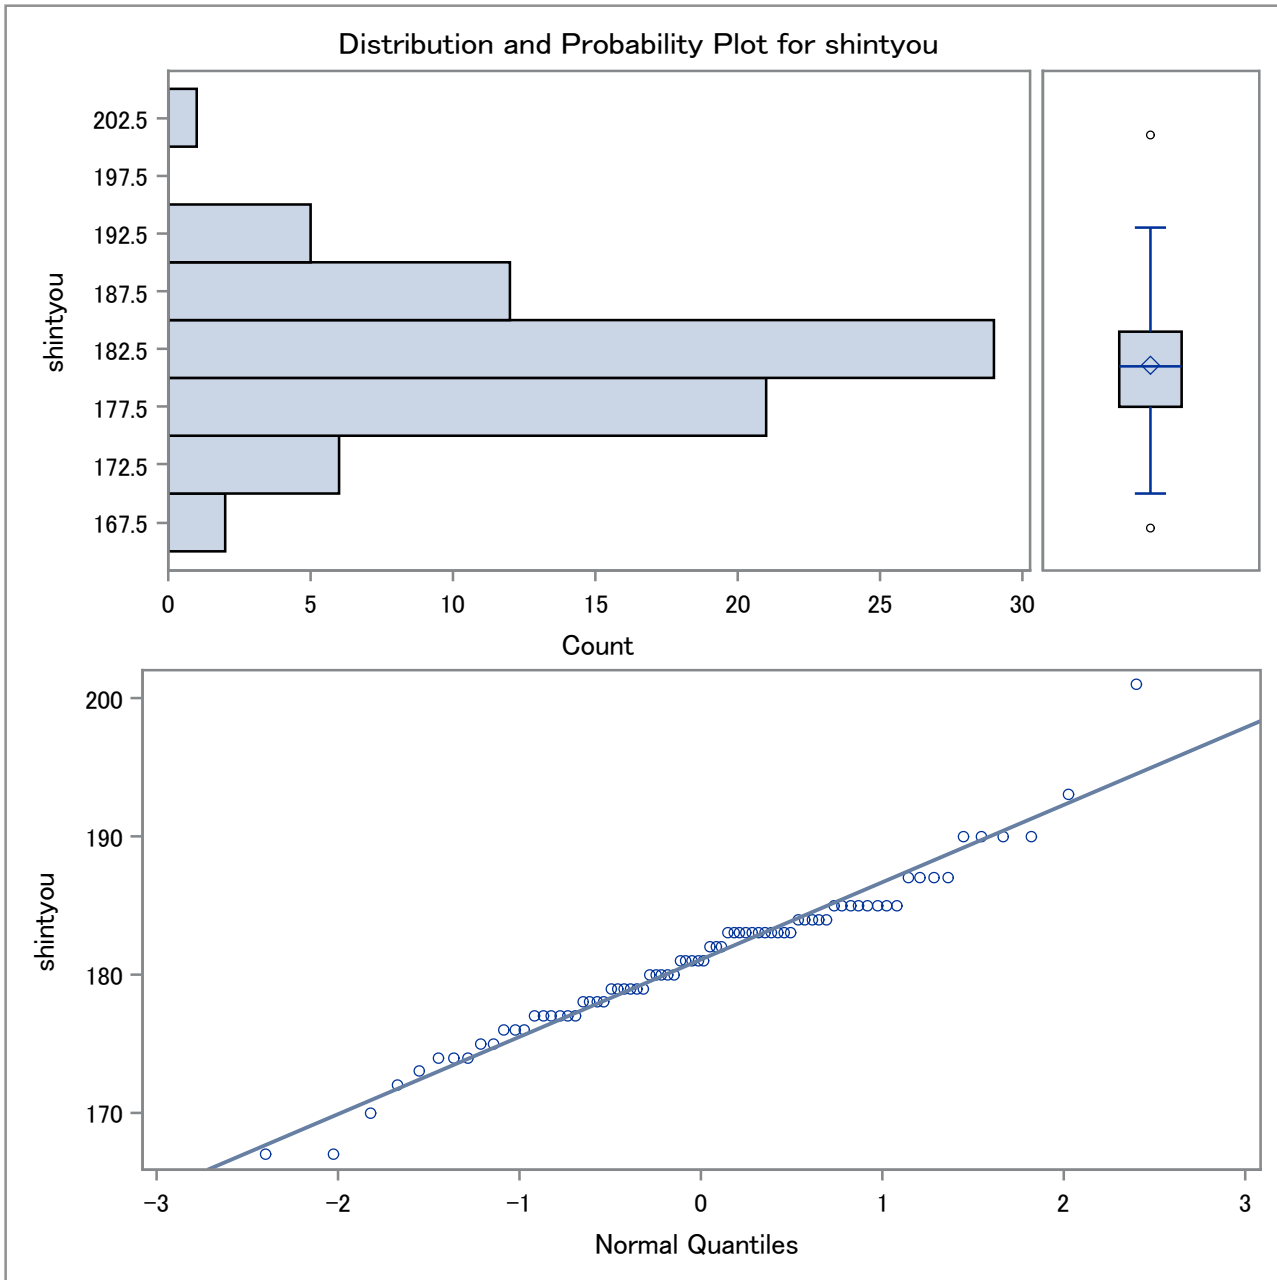 Distribution and Probability Plot for shintyou
202.5
197.5
192.5
187.5
182.5
177.5
172.5
167.5
shintyou
0 5 10 15 20 25 30
Count
200
190
180
170
shintyou
−3 −2 −1 0 1 2 3
Normal Quantiles